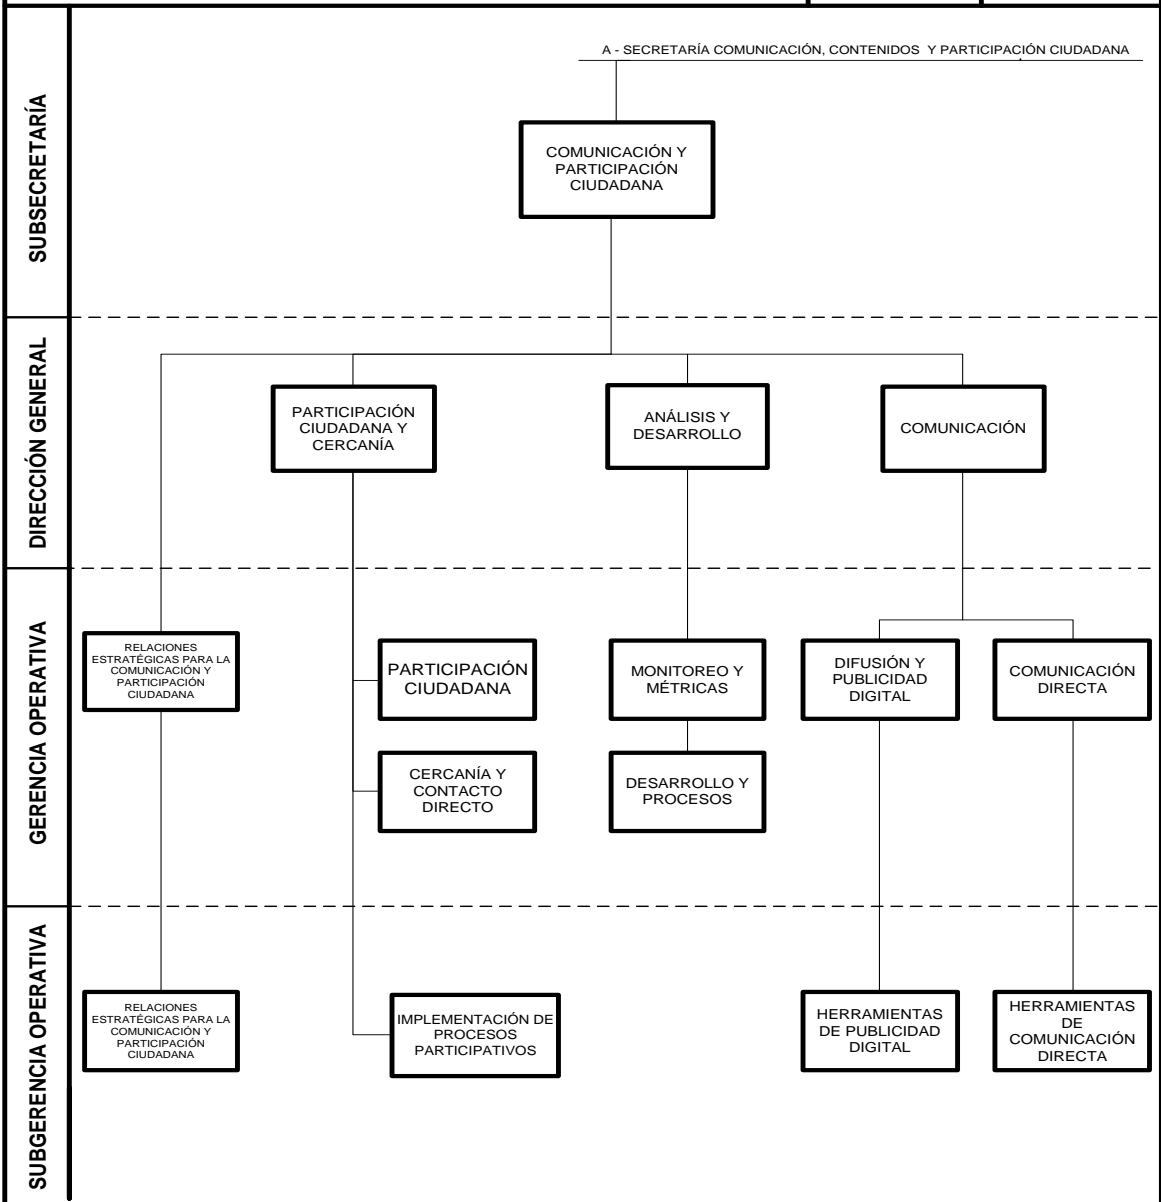 A - SECRETARÍA COMUNICACIÓN, CONTENIDOS Y PARTICIPACIÓN CIUDADANA
SUBSECRETARÍA
COMUNICACIÓN Y
PARTICIPACIÓN
CIUDADANA
DIRECCIÓN GENERAL
PARTICIPACIÓN
CIUDADANA Y
CERCANÍA
ANÁLISIS Y
DESARROLLO
COMUNICACIÓN
GERENCIA OPERATIVA
RELACIONES
ESTRATÉGICAS PARA LA
COMUNICACIÓN Y
PARTICIPACIÓN
CIUDADANA
PARTICIPACIÓN
CIUDADANA
MONITOREO Y
MÉTRICAS
DIFUSIÓN Y
PUBLICIDAD
DIGITAL
COMUNICACIÓN
DIRECTA
CERCANÍA Y
CONTACTO
DIRECTO
DESARROLLO Y
PROCESOS
SUBGERENCIA OPERATIVA
RELACIONES
ESTRATÉGICAS PARA LA
COMUNICACIÓN Y
PARTICIPACIÓN
CIUDADANA
IMPLEMENTACIÓN DE
PROCESOS
PARTICIPATIVOS
HERRAMIENTAS
DE PUBLICIDAD
DIGITAL
HERRAMIENTAS
DE
COMUNICACIÓN
DIRECTA